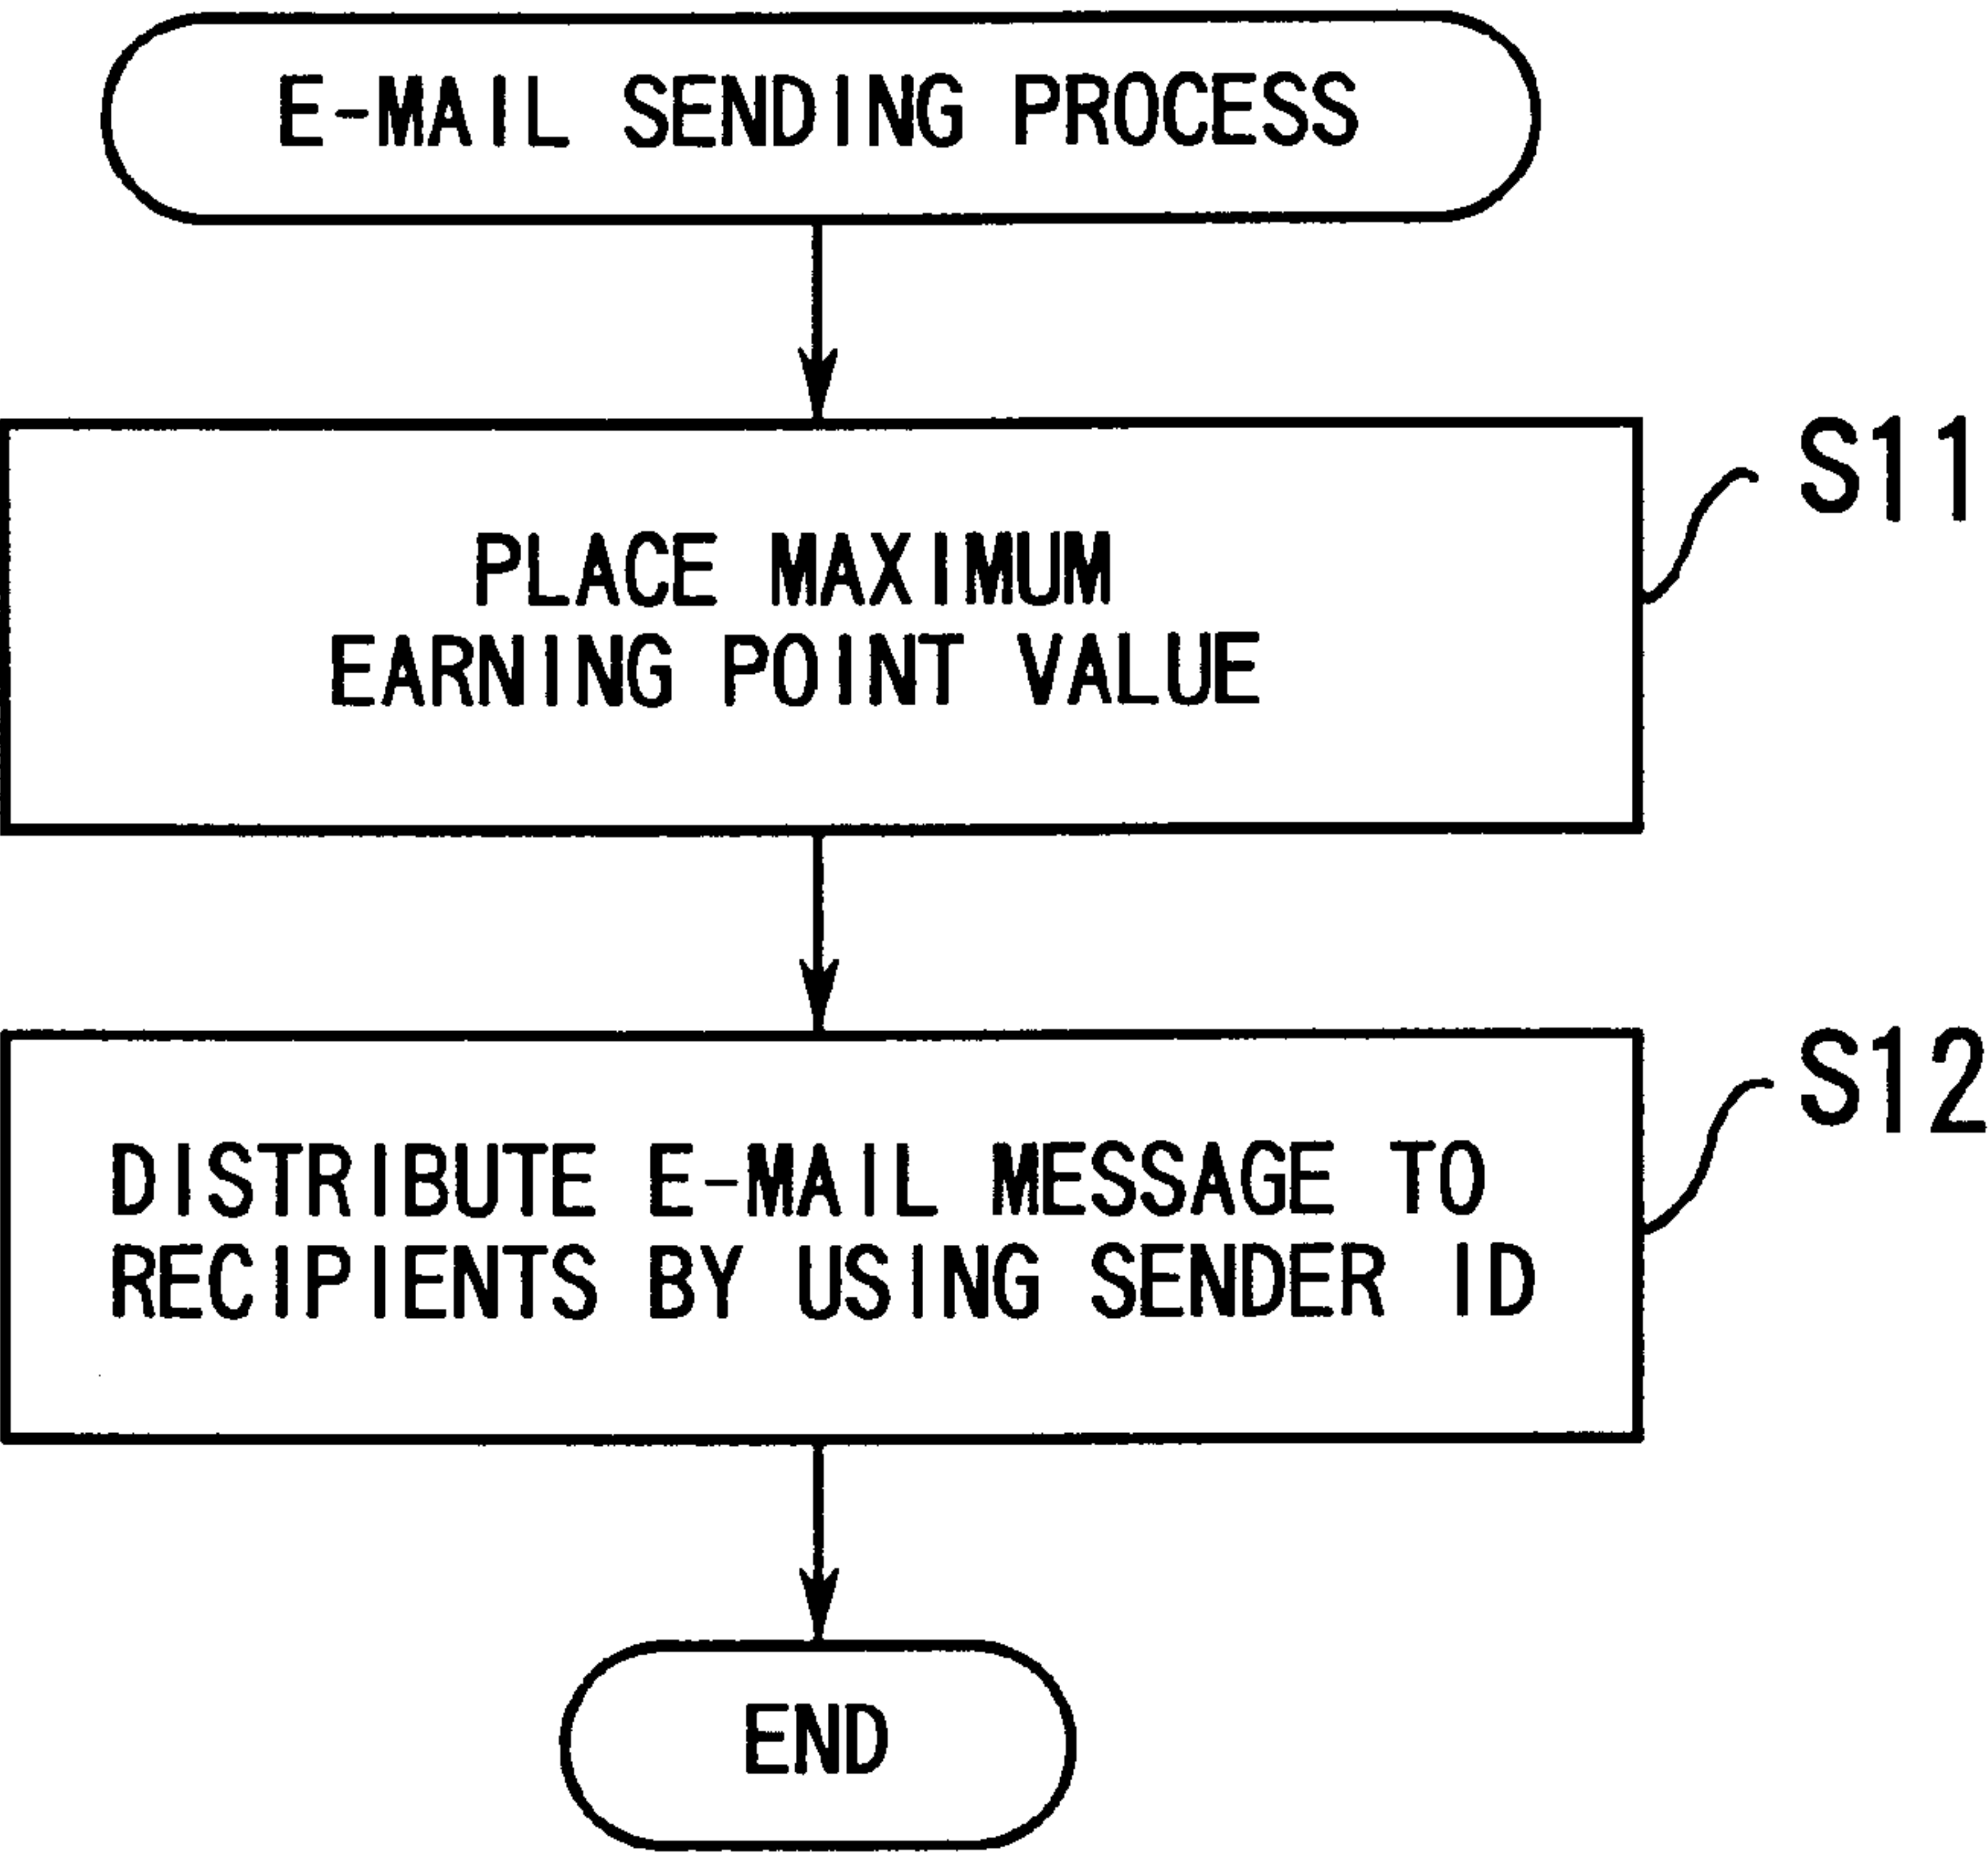 E-MAIL SENDING PROCESS
S11
PLACE MAXIMUM
EARNING POINT VALUE
S12
DISTRIBUTE E-MAIL MESSAGE TO
RECIPIENTS BY USING SENDER ID
END